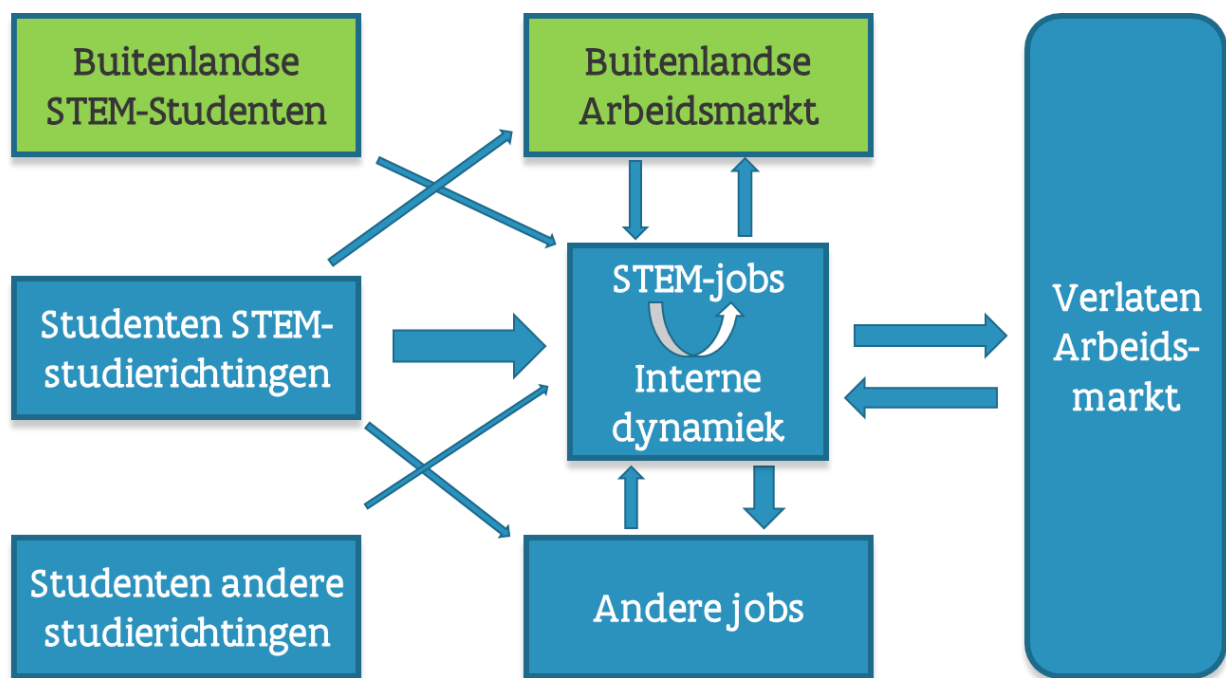 Buitenlandse
STEM-Studenten
Buitenlandse
Arbeidsmarkt
Studenten STEM-
studierichtingen
STEM-jobs
Interne
dynamiek
Verlaten
Arbeids-
markt
Studenten andere
studierichtingen
Andere jobs